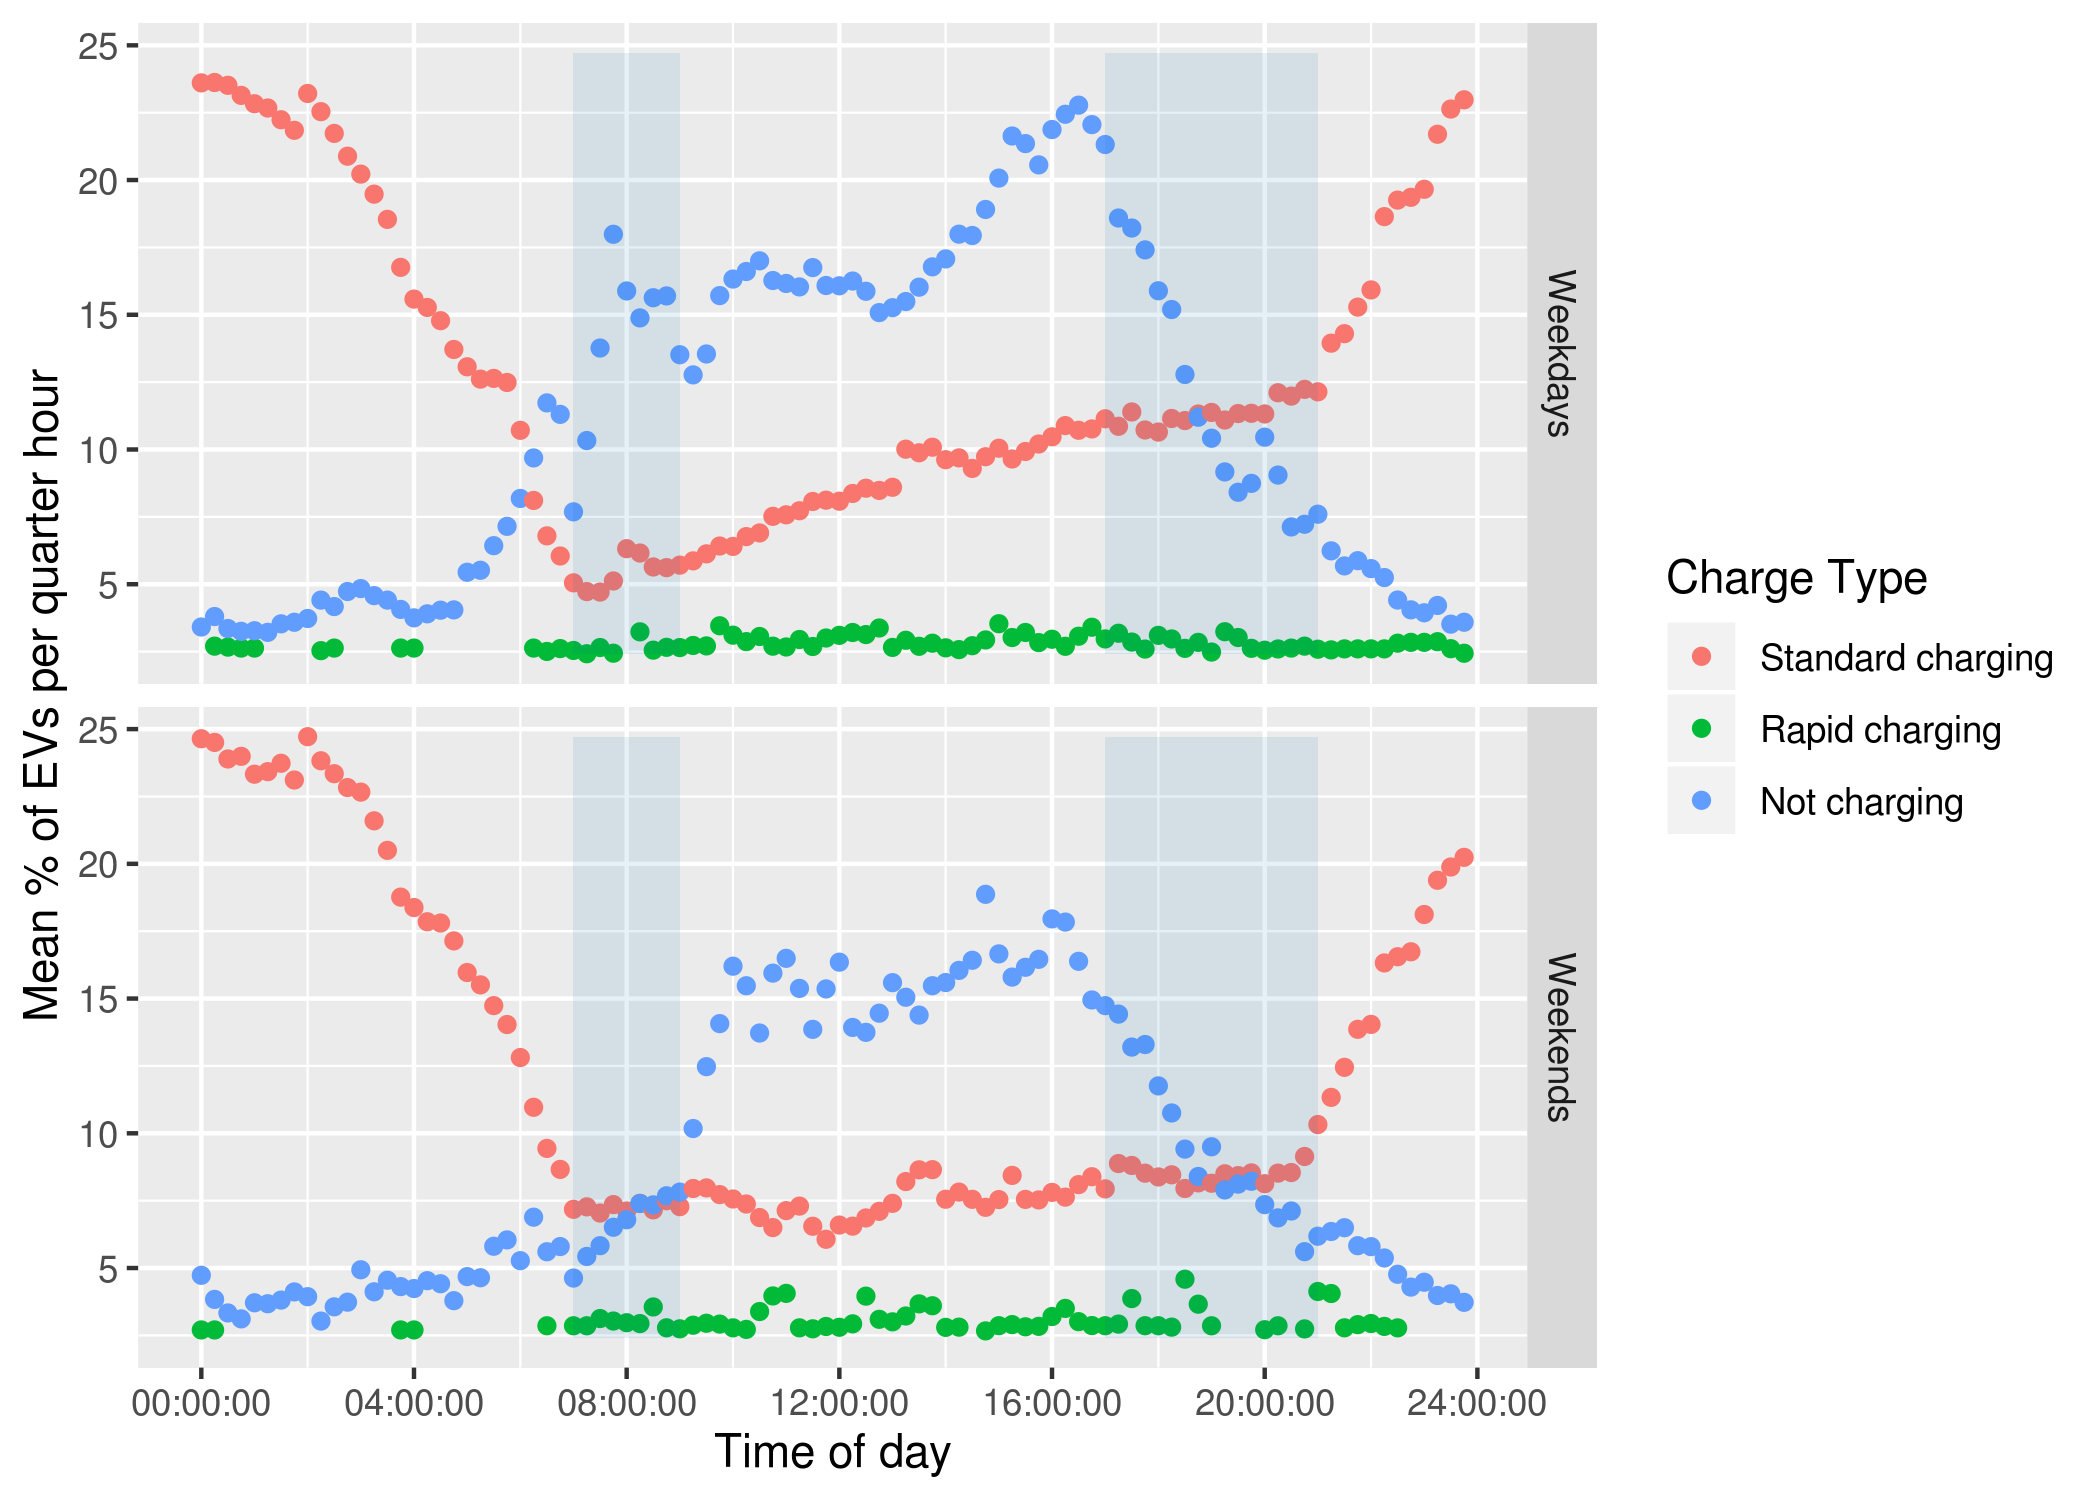 Mean % of EVs per quarter hour
25
20
15
10
5
Weekdays
25
20
15
10
5
Weekends
00:00:00 04:00:00 08:00:00 12:00:00 16:00:00 20:00:00 24:00:00
Time of day
Charge Type
Standard charging
Rapid charging
Not charging